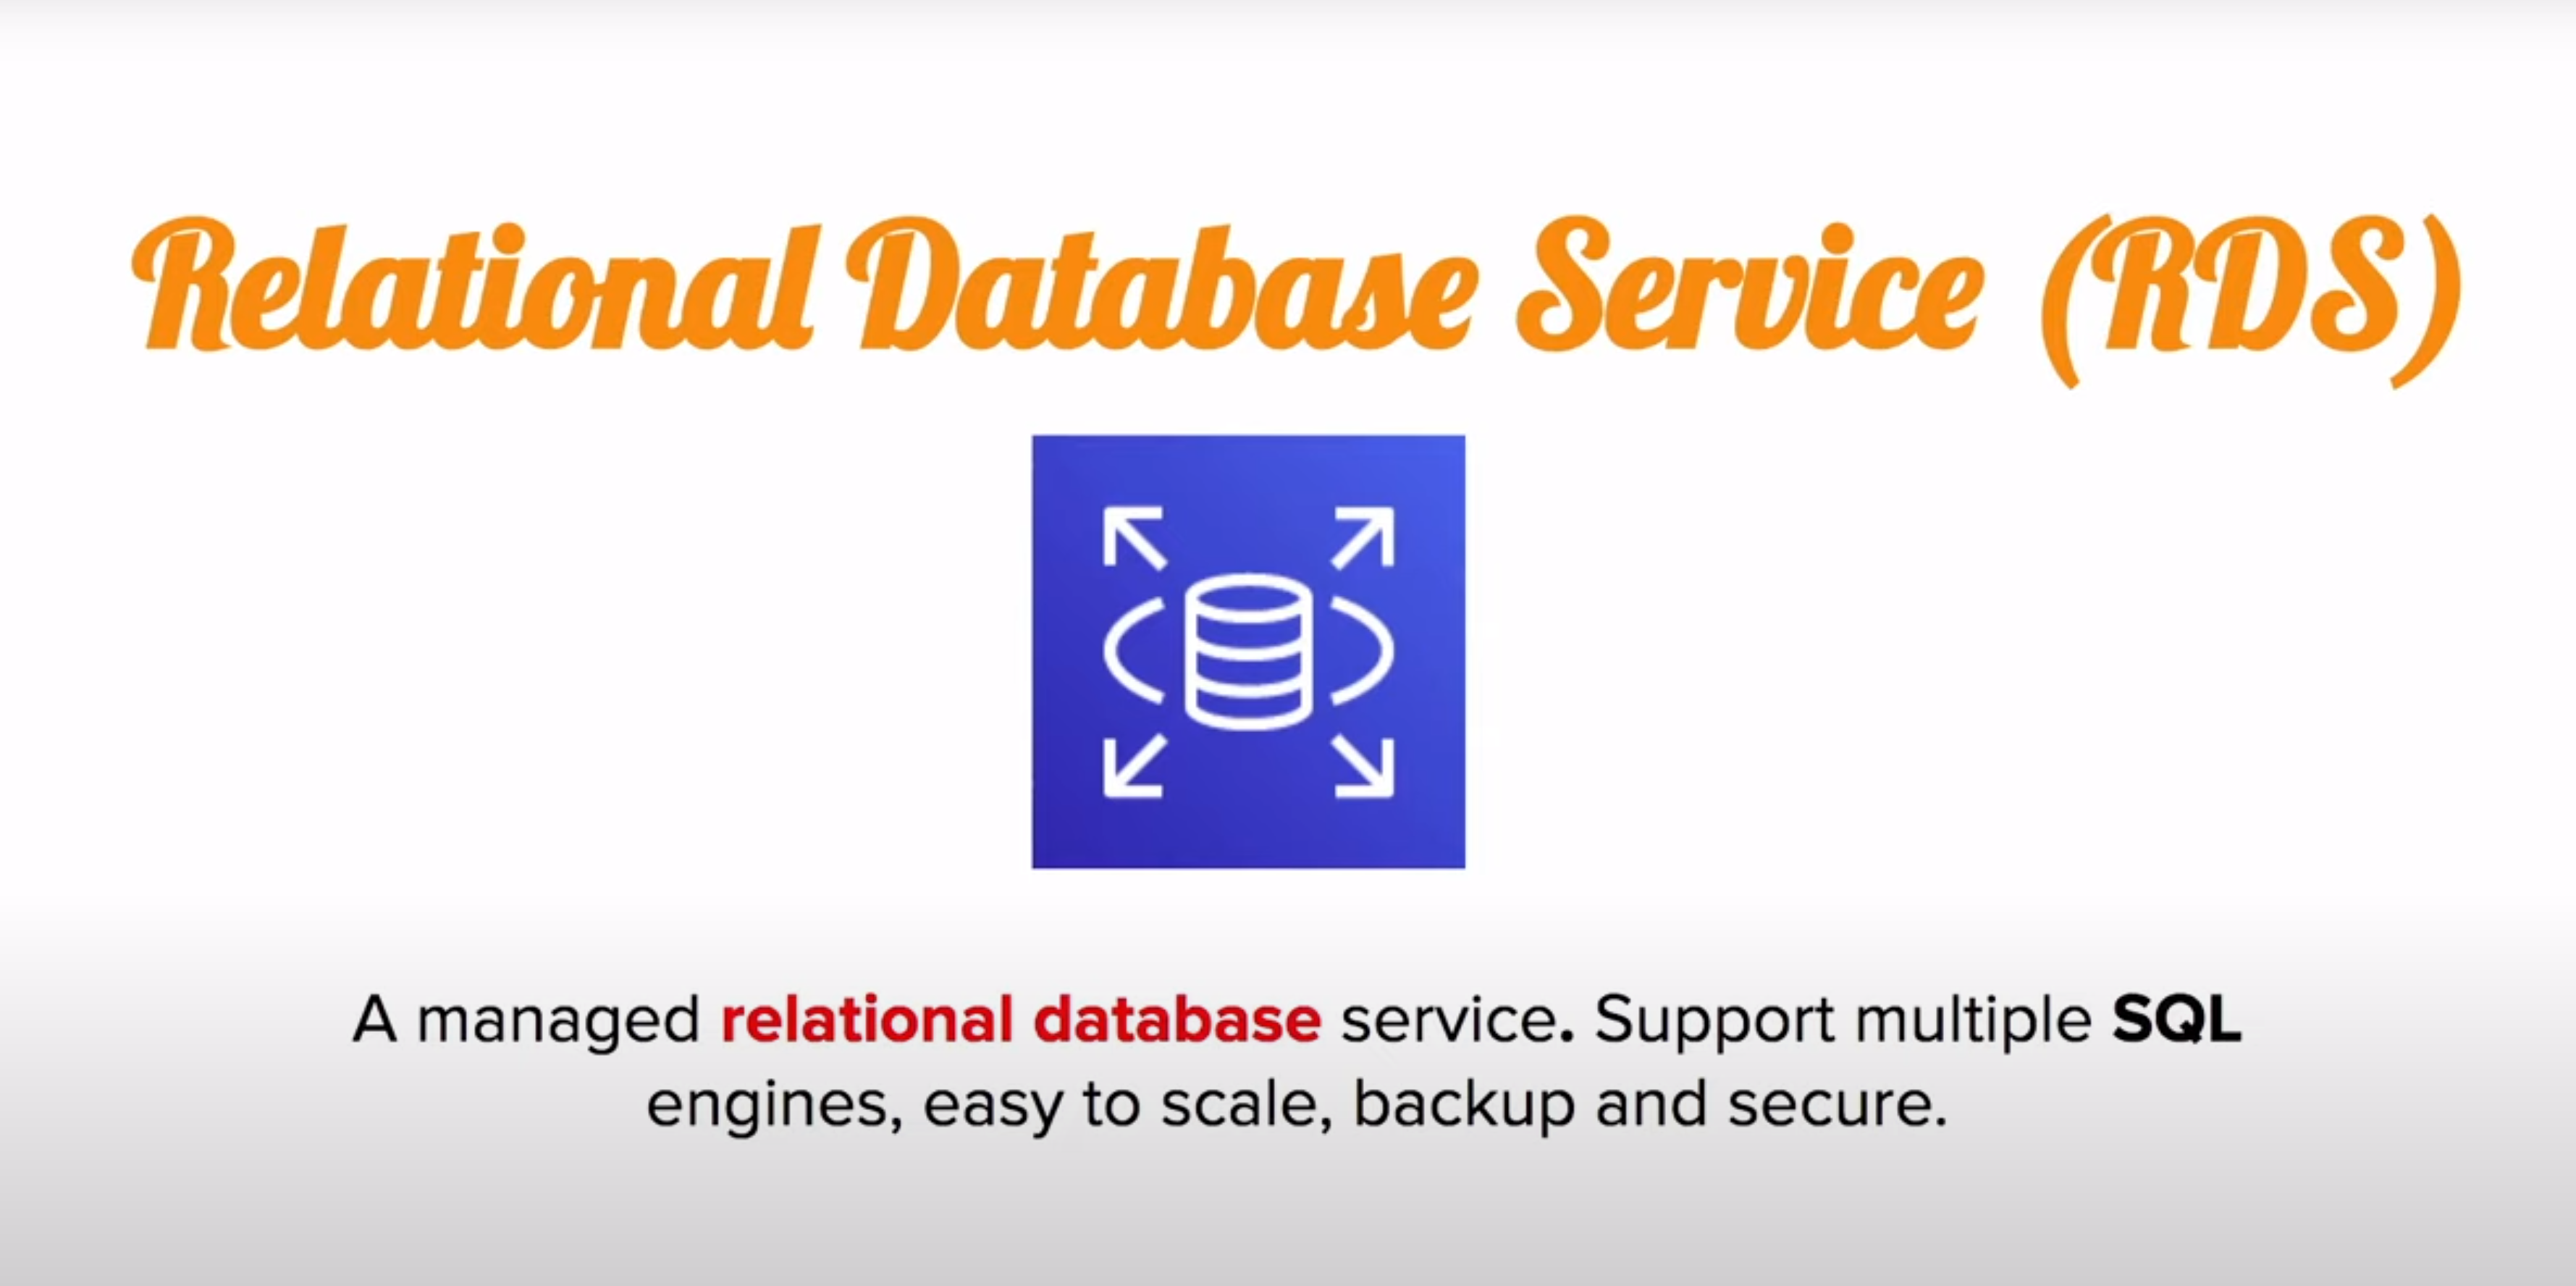 Relational Database Service (RDS)
A managed relational database service. Support multiple SQL
engines, easy to scale, backup and secure.